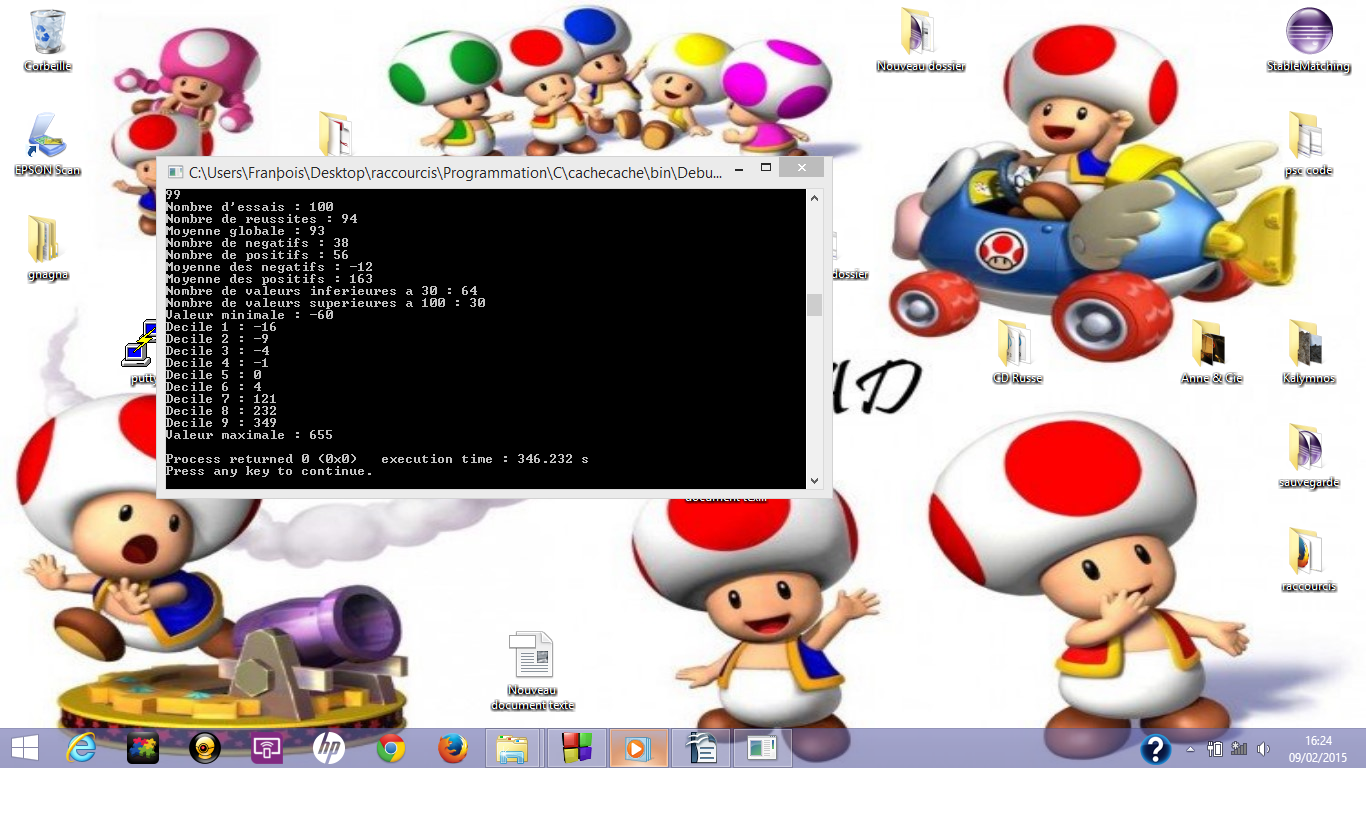 Corbeille
Nouveau dossier
StableMatching
EPSON Scan
psc code
C:\Users\Franþois\Desktop\raccourcis\Programmation\C\cachecache\bin\Debu...
99
Nombre d'essais : 100
Nombre de reussites : 94
Moyenne globale : 93
Nombre de negatifs : 38
Nombre de positifs : 56
Moyenne des negatifs : -12
Moyenne des positifs : 163
Nombre de valeurs inferieures a 30 : 64
Nombre de valeurs superieures a 100 : 30
Valeur minimale : -60
Decile 1 : -16
Decile 2 : -9
Decile 3 : -4
Decile 4 : -1
Decile 5 : 0
Decile 6 : 4
Decile 7 : 121
Decile 8 : 232
Decile 9 : 349
Valeur maximale : 655
Process returned 0 (0x0) execution time : 346.232 s
Press any key to continue.
gnagna
dossier
putty
CD Russe
Anne & Cie
Kalymnos
sauvegarde
document tex...
raccourcis
Nouveau
document texte
hp
?
16:24
09/02/2015